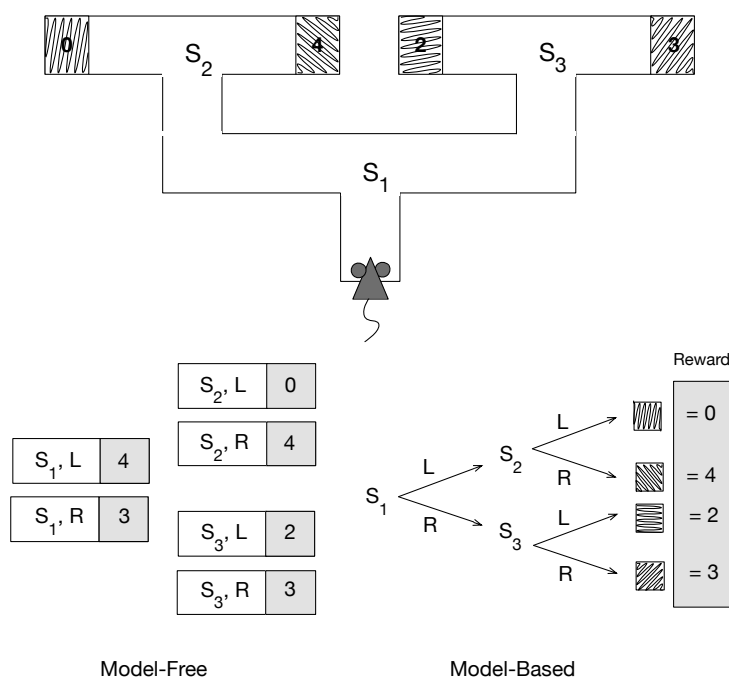 0 4 2 3
S2 S3
S1
Reward
S2, L 0
S2, R 4
S1, L 4
S1, R 3
S3, L 2
S3, R 3
S1
L
R
S2
S3
L
R
L
R
= 0
= 4
= 2
= 3
Model-Free
Model-Based